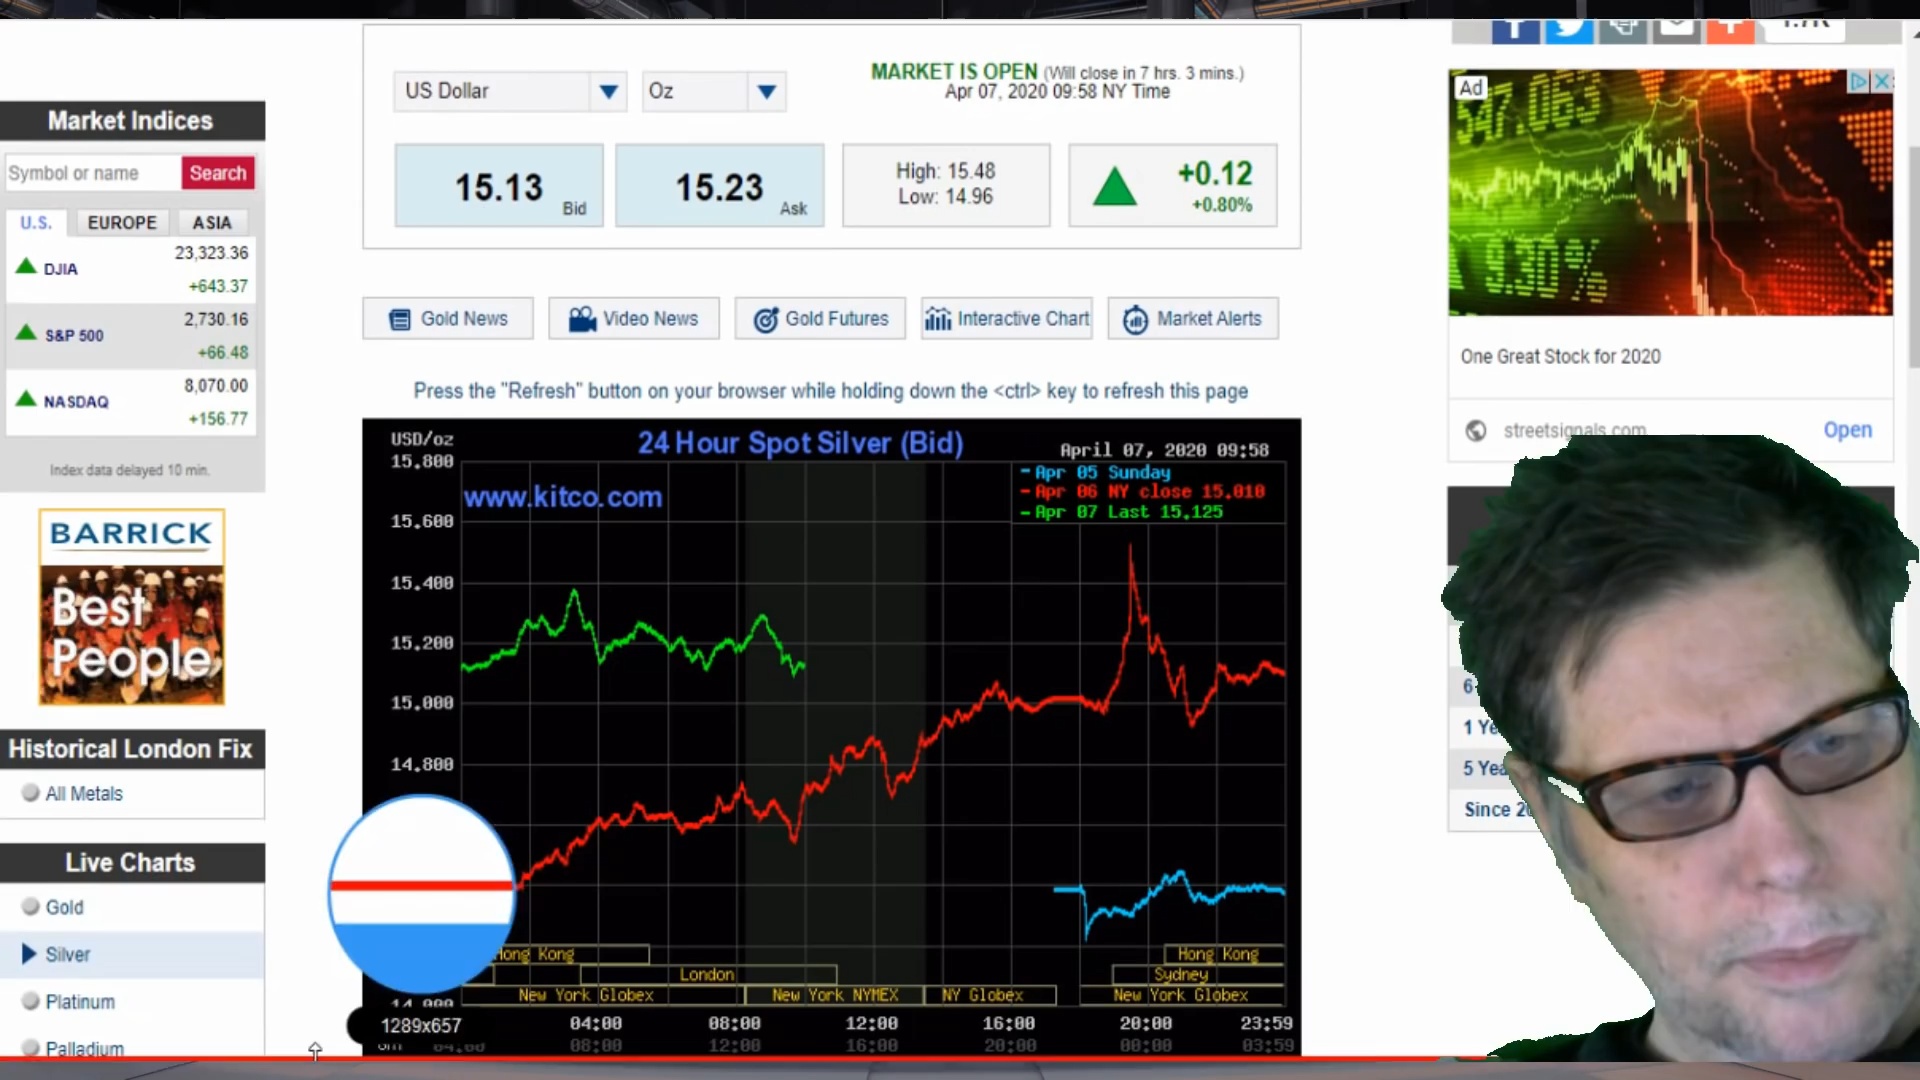 1.7K
US Dollar
Oz
MARKET IS OPEN (Will close in 7 hrs. 3 mins.)
Apr 07, 2020 09:58 NY Time
15.13 Bid
15.23 Ask
High: 15.48
Low: 14.96
+0.12
+0.80%
Market Indices
Symbol or name
Search
U.S.
EUROPE
ASIA
DJIA
23,323.36
+643.37
S&P 500
2,730.16
+66.48
NASDAQ
8,070.00
+156.77
Index data delayed 10 min.
BARRICK
Best
People
Historical London Fix
All Metals
Live Charts
Gold
Silver
Platinum
Palladium
Gold News
Video News
Gold Futures
Interactive Chart
Market Alerts
Press the "Refresh" button on your browser while holding down the <ctrl> key to refresh this page
USD/oz
24 Hour Spot Silver (Bid)
April 07, 2020 09:58
www.kitco.com
Apr 05 Sunday
Apr 06 NY close 15.010
Apr 07 Last 15.125
15.800
15.600
15.400
15.200
15.000
14.800
Hong Kong
Hong Kong
London
Sydney
New York Globex
New York NYMEX
NY Globex
New York Globex
04:00
08:00
12:00
16:00
20:00
23:59
08:00
12:00
16:00
20:00
00:00
03:59
1289x657
Ad
547.063
9.30%
One Great Stock for 2020
streetsignals.com
Open
6
1
5
Since